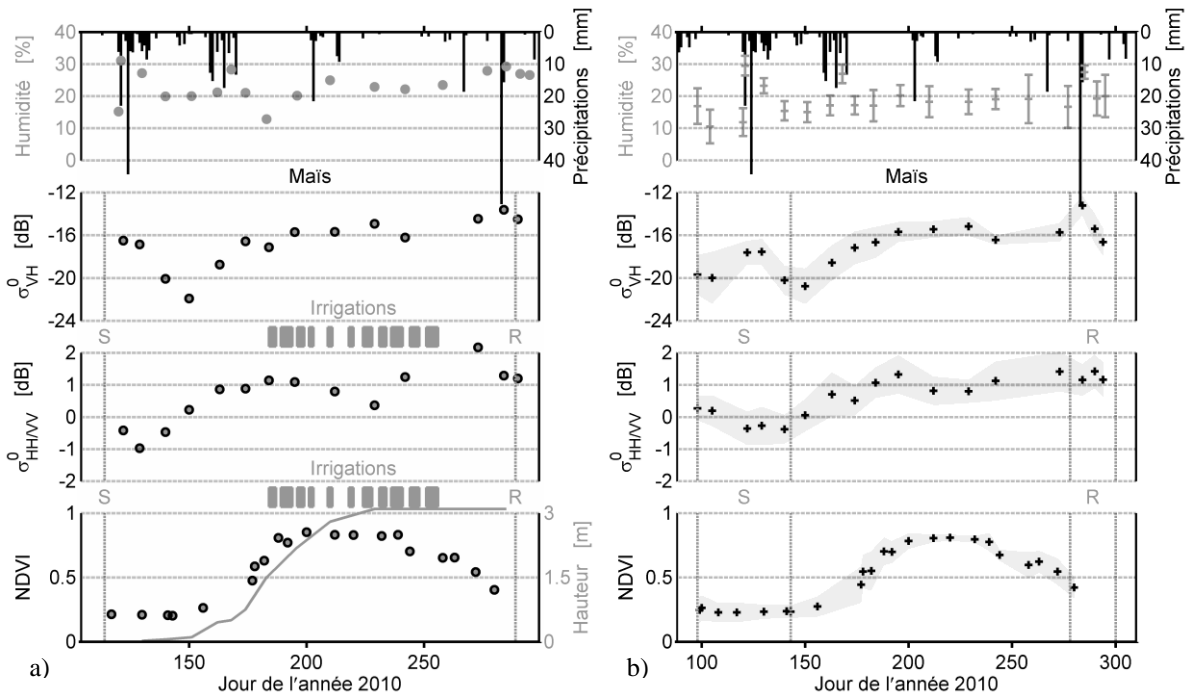 40 30 20 10 0
Humidité [%]
0 10 20 30 40
Précipitations [mm]
Maïs
-12 -16 -20 -24
σ⁰VH [dB]
Irrigations
S R
2 1 0 -1 -2
σ⁰HH/VV [dB]
Irrigations
S R
1 0.5 0
NDVI
3 1.5 0
Hauteur [m]
150 200 250
a) Jour de l'année 2010
40 30 20 10 0
Humidité [%]
0 10 20 30 40
Précipitations [mm]
Maïs
-12 -16 -20 -24
σ⁰VH [dB]
S R
2 1 0 -1 -2
σ⁰HH/VV [dB]
S R
1 0.5 0
NDVI
100 150 200 250 300
b) Jour de l'année 2010